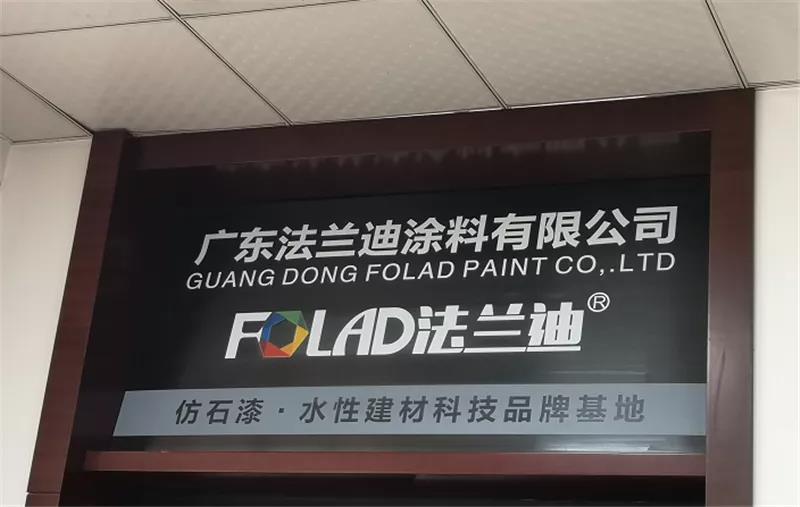 广东法兰迪涂料有限公司
GUANG DONG FOLAD PAINT CO,.LTD
FOLAD法兰迪®
仿石漆·水性建材科技品牌基地